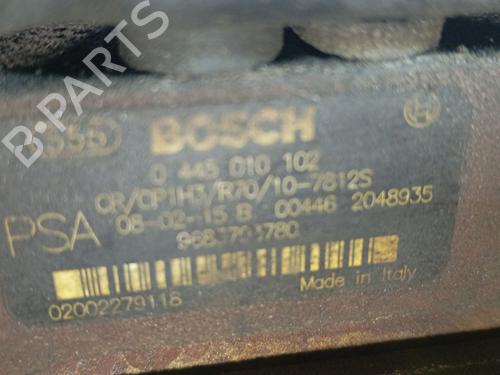 BOSCH
0 445 010 102
CR/CP1H3/R70/10-7812S
08-02-15 B 00446 2048935
PSA
9683703780
02002279118
Made in Italy
B-PARTS